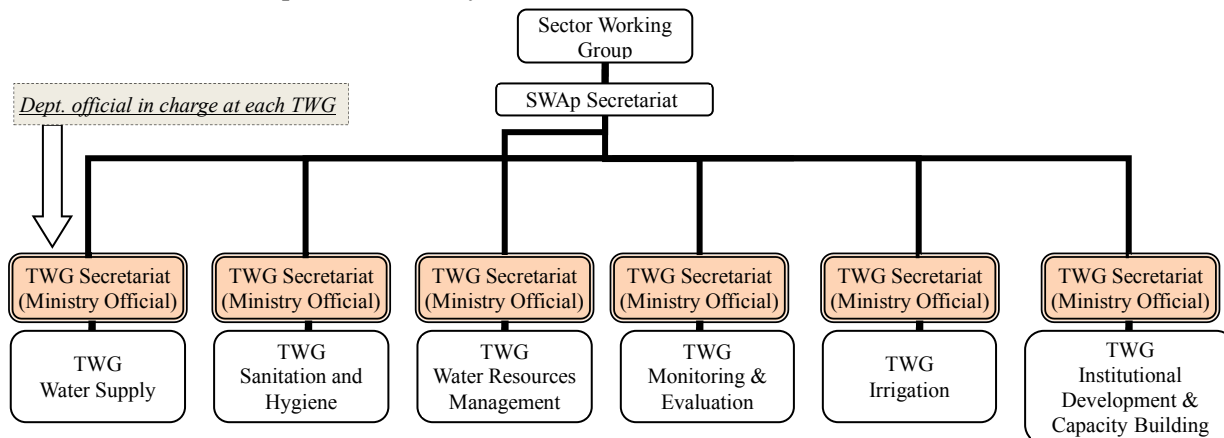 Sector Working
Group
SWAp Secretariat
Dept. official in charge at each TWG
TWG Secretariat
(Ministry Official)
TWG Secretariat
(Ministry Official)
TWG Secretariat
(Ministry Official)
TWG Secretariat
(Ministry Official)
TWG Secretariat
(Ministry Official)
TWG Secretariat
(Ministry Official)
TWG
Water Supply
TWG
Sanitation and
Hygiene
TWG
Water Resources
Management
TWG
Monitoring &
Evaluation
TWG
Irrigation
TWG
Institutional
Development &
Capacity Building